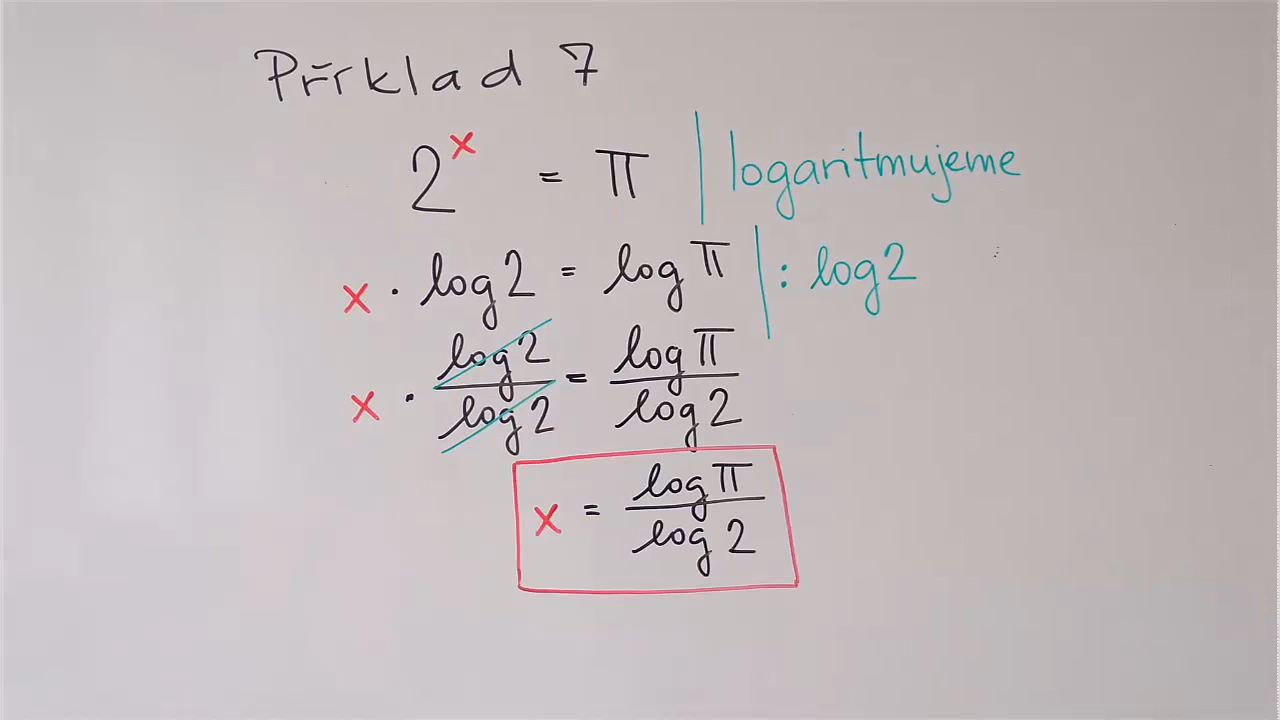 Příklad 7
2^x = π | logaritmujeme
x · log 2 = log π | : log 2
x · log 2 / log 2 = log π / log 2
x = log π / log 2